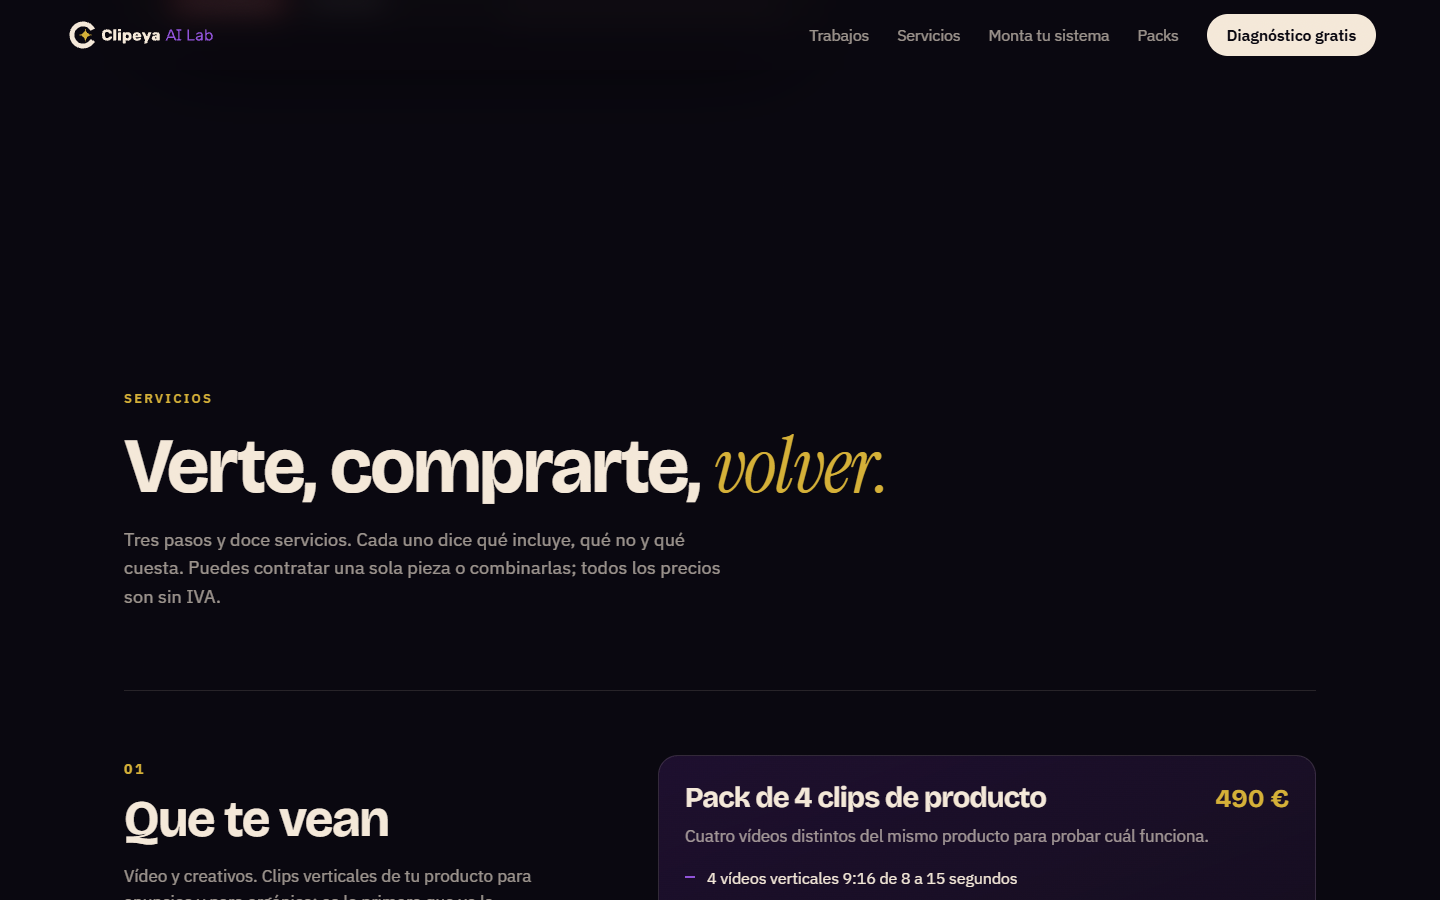 Clipeya AI Lab
Trabajos
Servicios
Monta tu sistema
Packs
Diagnóstico gratis
SERVICIOS
Verte, comprarte, volver.
Tres pasos y doce servicios. Cada uno dice qué incluye, qué no y qué
cuesta. Puedes contratar una sola pieza o combinarlas; todos los precios
son sin IVA.
01
Que te vean
Vídeo y creativos. Clips verticales de tu producto para
Pack de 4 clips de producto
490 €
Cuatro vídeos distintos del mismo producto para probar cuál funciona.
4 vídeos verticales 9:16 de 8 a 15 segundos